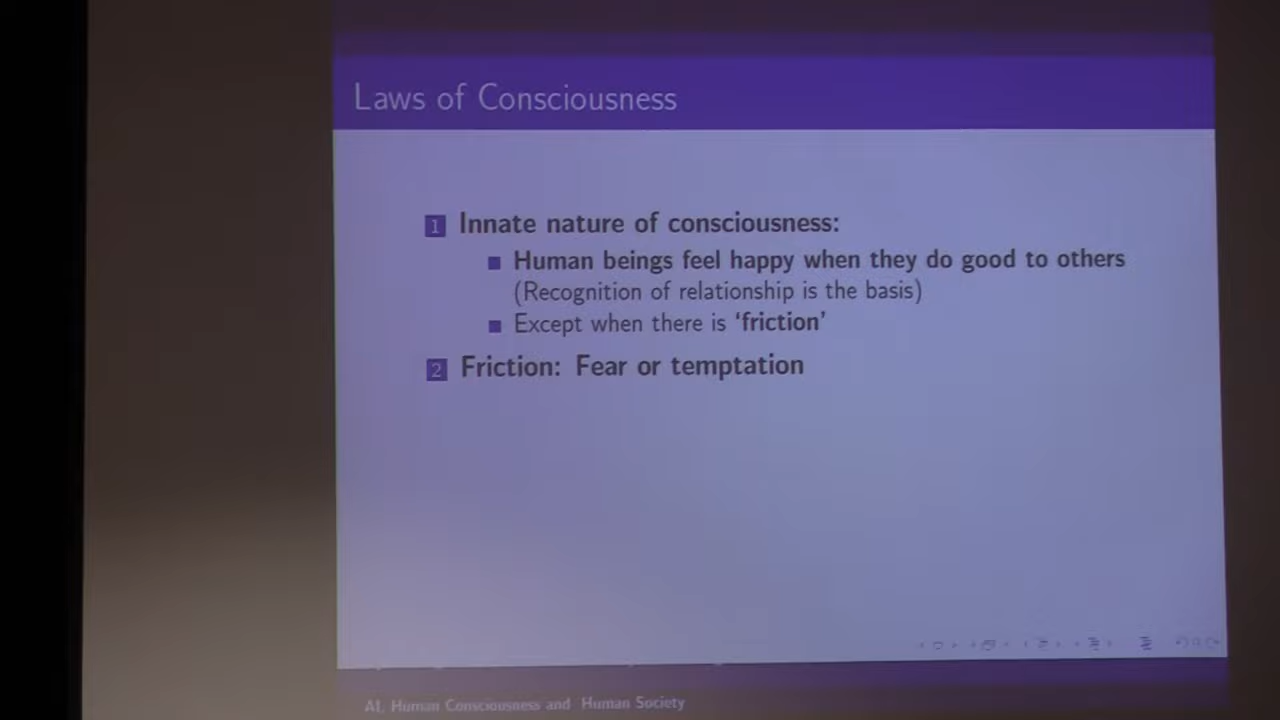 Laws of Consciousness
1 Innate nature of consciousness:
Human beings feel happy when they do good to others
(Recognition of relationship is the basis)
Except when there is ‘friction’
2 Friction: Fear or temptation
AI, Human Consciousness and Human Society